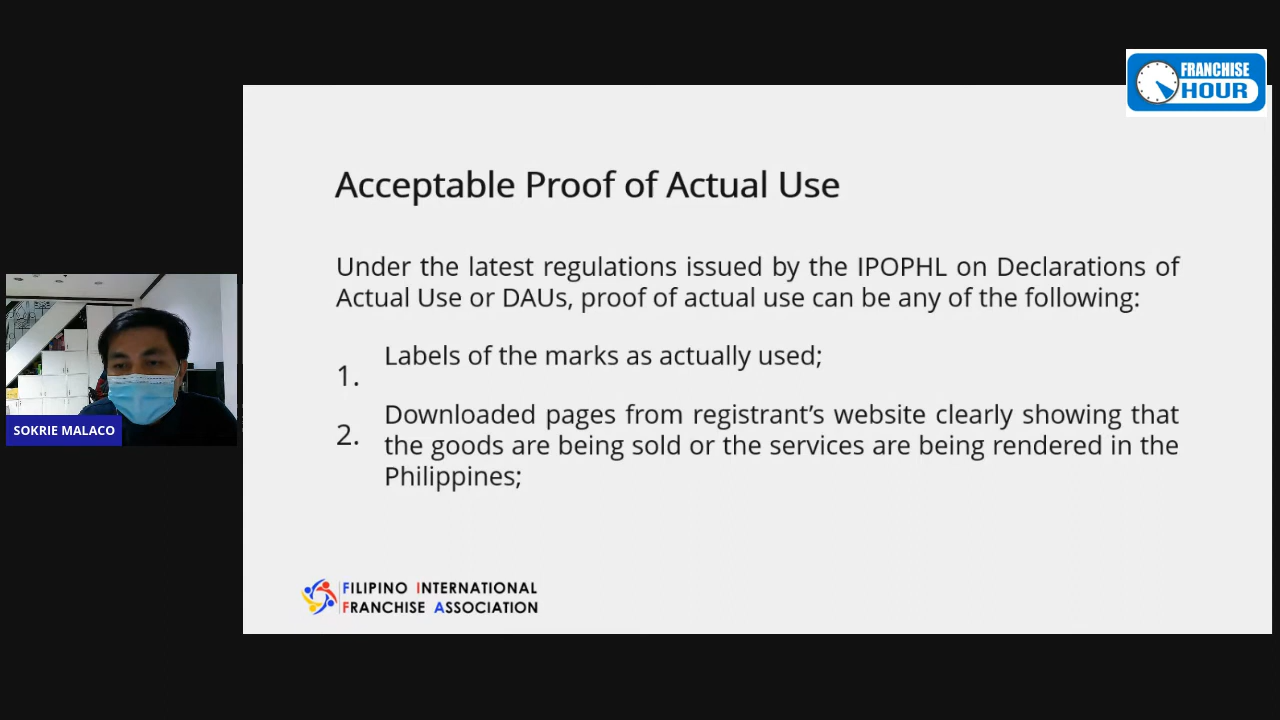 FRANCHISE
HOUR
Acceptable Proof of Actual Use
Under the latest regulations issued by the IPOPHL on Declarations of
Actual Use or DAUs, proof of actual use can be any of the following:
1. Labels of the marks as actually used;
2. Downloaded pages from registrant’s website clearly showing that
the goods are being sold or the services are being rendered in the
Philippines;
SOKRIE MALACO
FILIPINO INTERNATIONAL
FRANCHISE ASSOCIATION